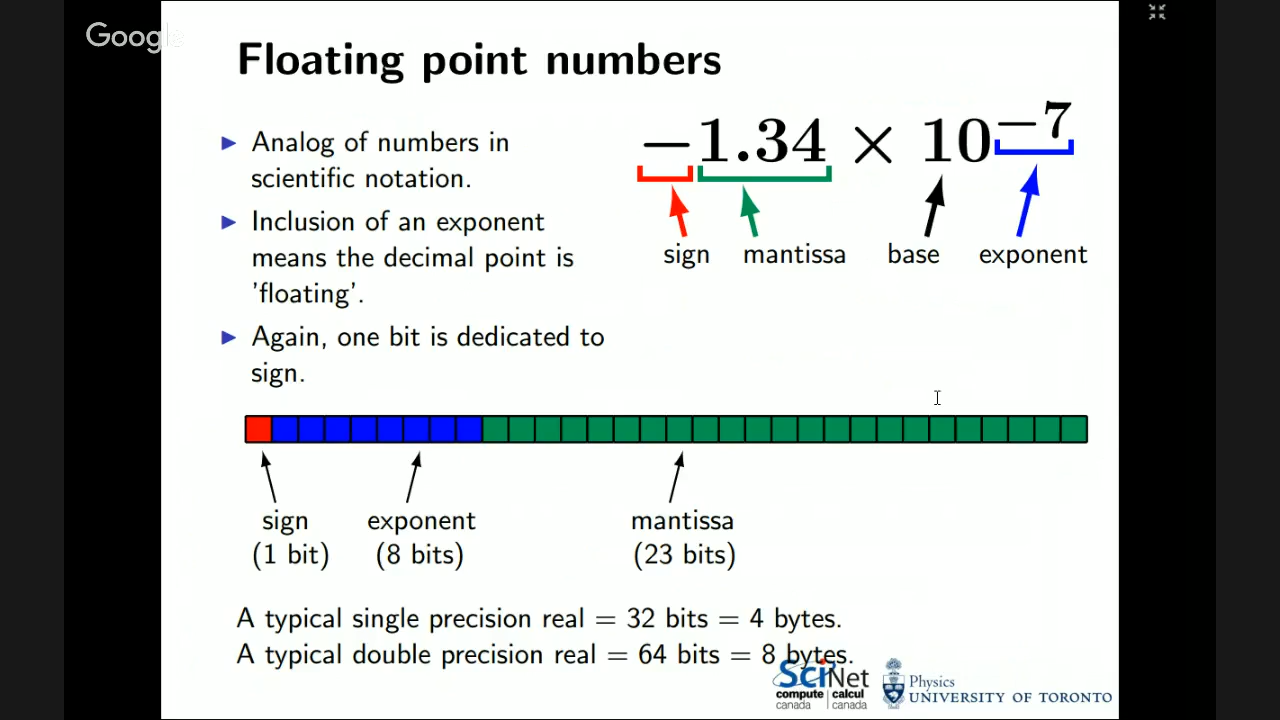 Google
Floating point numbers
▶ Analog of numbers in
scientific notation.
▶ Inclusion of an exponent
means the decimal point is
'floating'.
▶ Again, one bit is dedicated to
sign.
−1.34 × 10⁻⁷
sign mantissa base exponent
sign exponent mantissa
(1 bit) (8 bits) (23 bits)
A typical single precision real = 32 bits = 4 bytes.
A typical double precision real = 64 bits = 8 bytes.
SciNet
compute | calcul
canada | canada
Physics
UNIVERSITY OF TORONTO